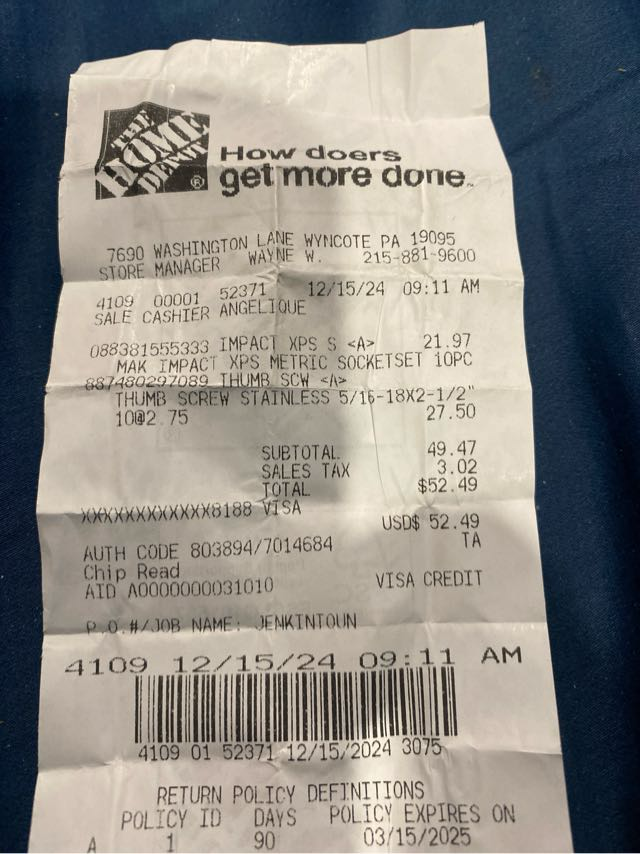 THE
HOME
DEPOT
®
How doers
get more done™
7690 WASHINGTON LANE WYNCOTE PA 19095
STORE MANAGER WAYNE W. 215-881-9600
4109 00001 52371 12/15/24 09:11 AM
SALE CASHIER ANGELIQUE
088381555333 IMPACT XPS S <A> 21.97
MAK IMPACT XPS METRIC SOCKETSET 10PC
887480297089 THUMB SCW <A>
THUMB SCREW STAINLESS 5/16-18X2-1/2"
10@2.75 27.50
SUBTOTAL 49.47
SALES TAX 3.02
TOTAL $52.49
XXXXXXXXXXXX8188 VISA
USD$ 52.49
AUTH CODE 803894/7014684 TA
Chip Read
AID A0000000031010 VISA CREDIT
P.O.#/JOB NAME: JENKINTOUN
4109 12/15/24 09:11 AM
4109 01 52371 12/15/2024 3075
RETURN POLICY DEFINITIONS
POLICY ID DAYS POLICY EXPIRES ON
A 1 90 03/15/2025